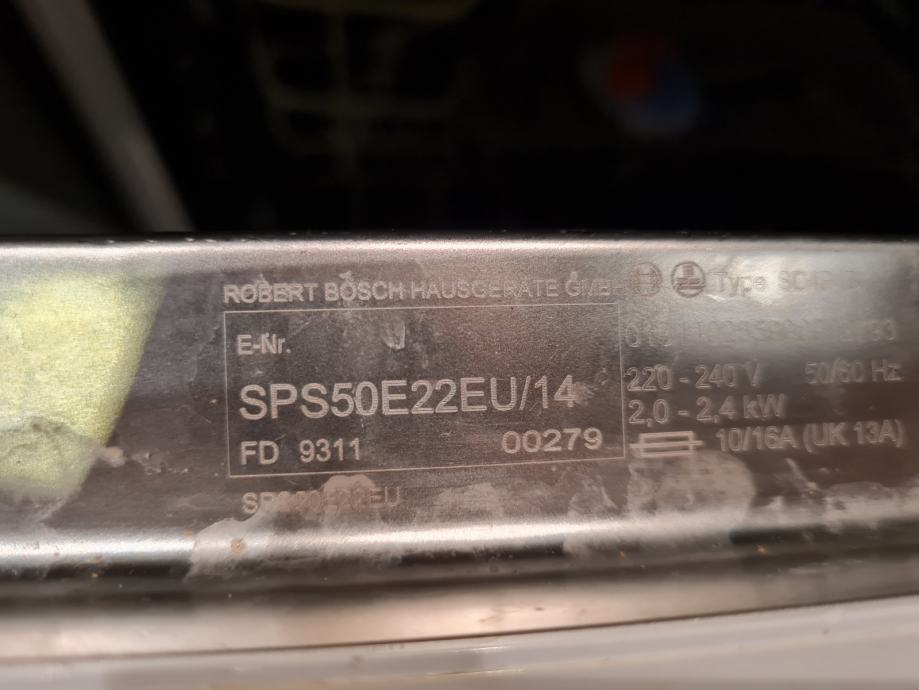 ROBERT BOSCH HAUSGERÄTE GMBH Type
E-Nr.
SPS50E22EU/14
FD 9311 00279
220 - 240 V 50/60 Hz
2,0 - 2,4 kW
10/16A (UK 13A)
SPS50E22EU